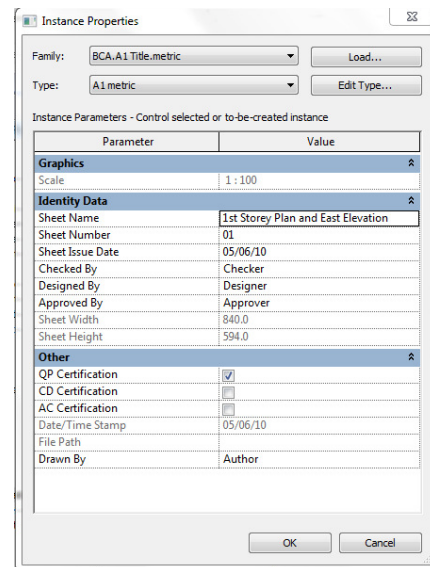 Instance Properties
Family: BCA.A1 Title.metric Load...
Type: A1 metric Edit Type...
Instance Parameters - Control selected or to-be-created instance
Parameter Value
Graphics
Scale 1 : 100
Identity Data
Sheet Name 1st Storey Plan and East Elevation
Sheet Number 01
Sheet Issue Date 05/06/10
Checked By Checker
Designed By Designer
Approved By Approver
Sheet Width 840.0
Sheet Height 594.0
Other
QP Certification
CD Certification
AC Certification
Date/Time Stamp 05/06/10
File Path
Drawn By Author
OK Cancel